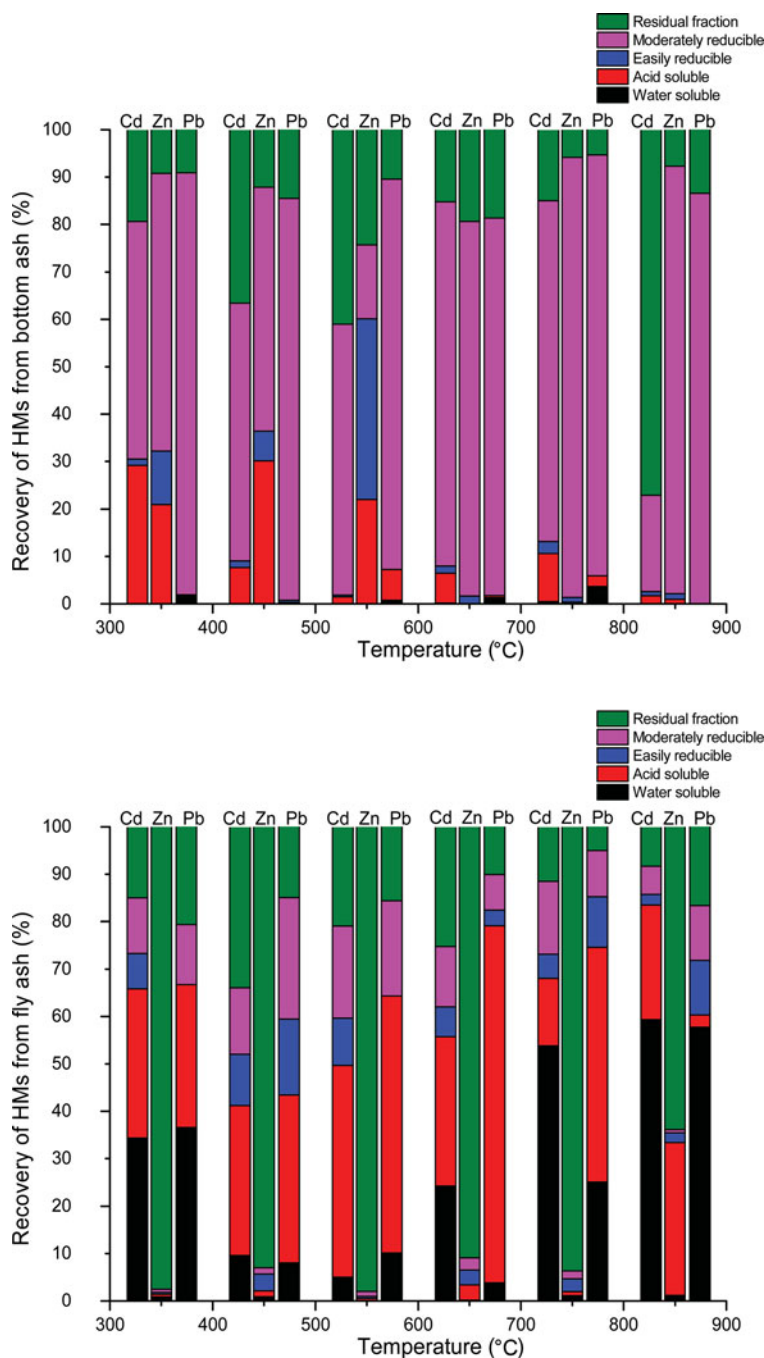 Residual fraction
Moderately reducible
Easily reducible
Acid soluble
Water soluble
Cd Zn Pb Cd Zn Pb Cd Zn Pb Cd Zn Pb Cd Zn Pb Cd Zn Pb
100
90
80
70
60
50
40
30
20
10
0
Recovery of HMs from bottom ash (%)
300 400 500 600 700 800 900
Temperature (°C)
Residual fraction
Moderately reducible
Easily reducible
Acid soluble
Water soluble
Cd Zn Pb Cd Zn Pb Cd Zn Pb Cd Zn Pb Cd Zn Pb Cd Zn Pb
100
90
80
70
60
50
40
30
20
10
0
Recovery of HMs from fly ash (%)
300 400 500 600 700 800 900
Temperature (°C)